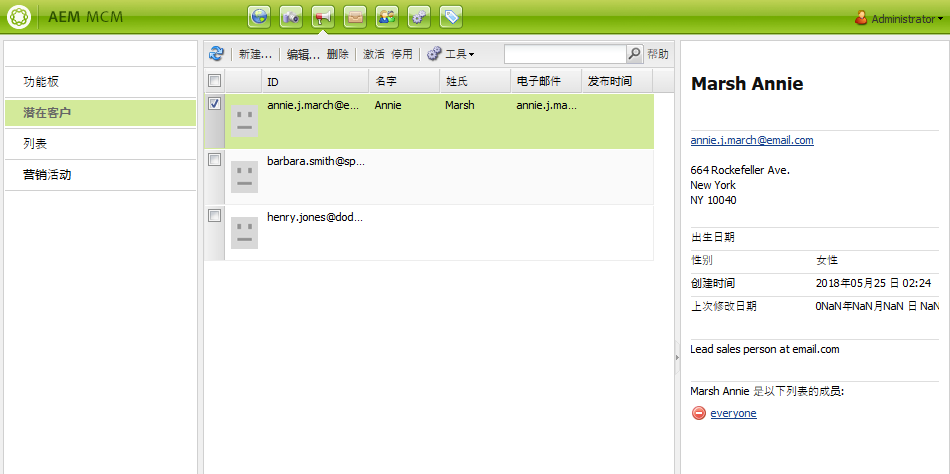 AEM MCM
Administrator
功能板
潜在客户
列表
营销活动
新建... 编辑... 删除 激活 停用 工具 帮助
ID 名字 姓氏 电子邮件 发布时间
annie.j.march@e... Annie Marsh annie.j.ma...
barbara.smith@sp...
henry.jones@dod...
Marsh Annie
annie.j.march@email.com
664 Rockefeller Ave.
New York
NY 10040
出生日期
性别 女性
创建时间 2018年05月25 日 02:24
上次修改日期 0NaN年NaN月NaN 日 NaN
Lead sales person at email.com
Marsh Annie 是以下列表的成员:
everyone